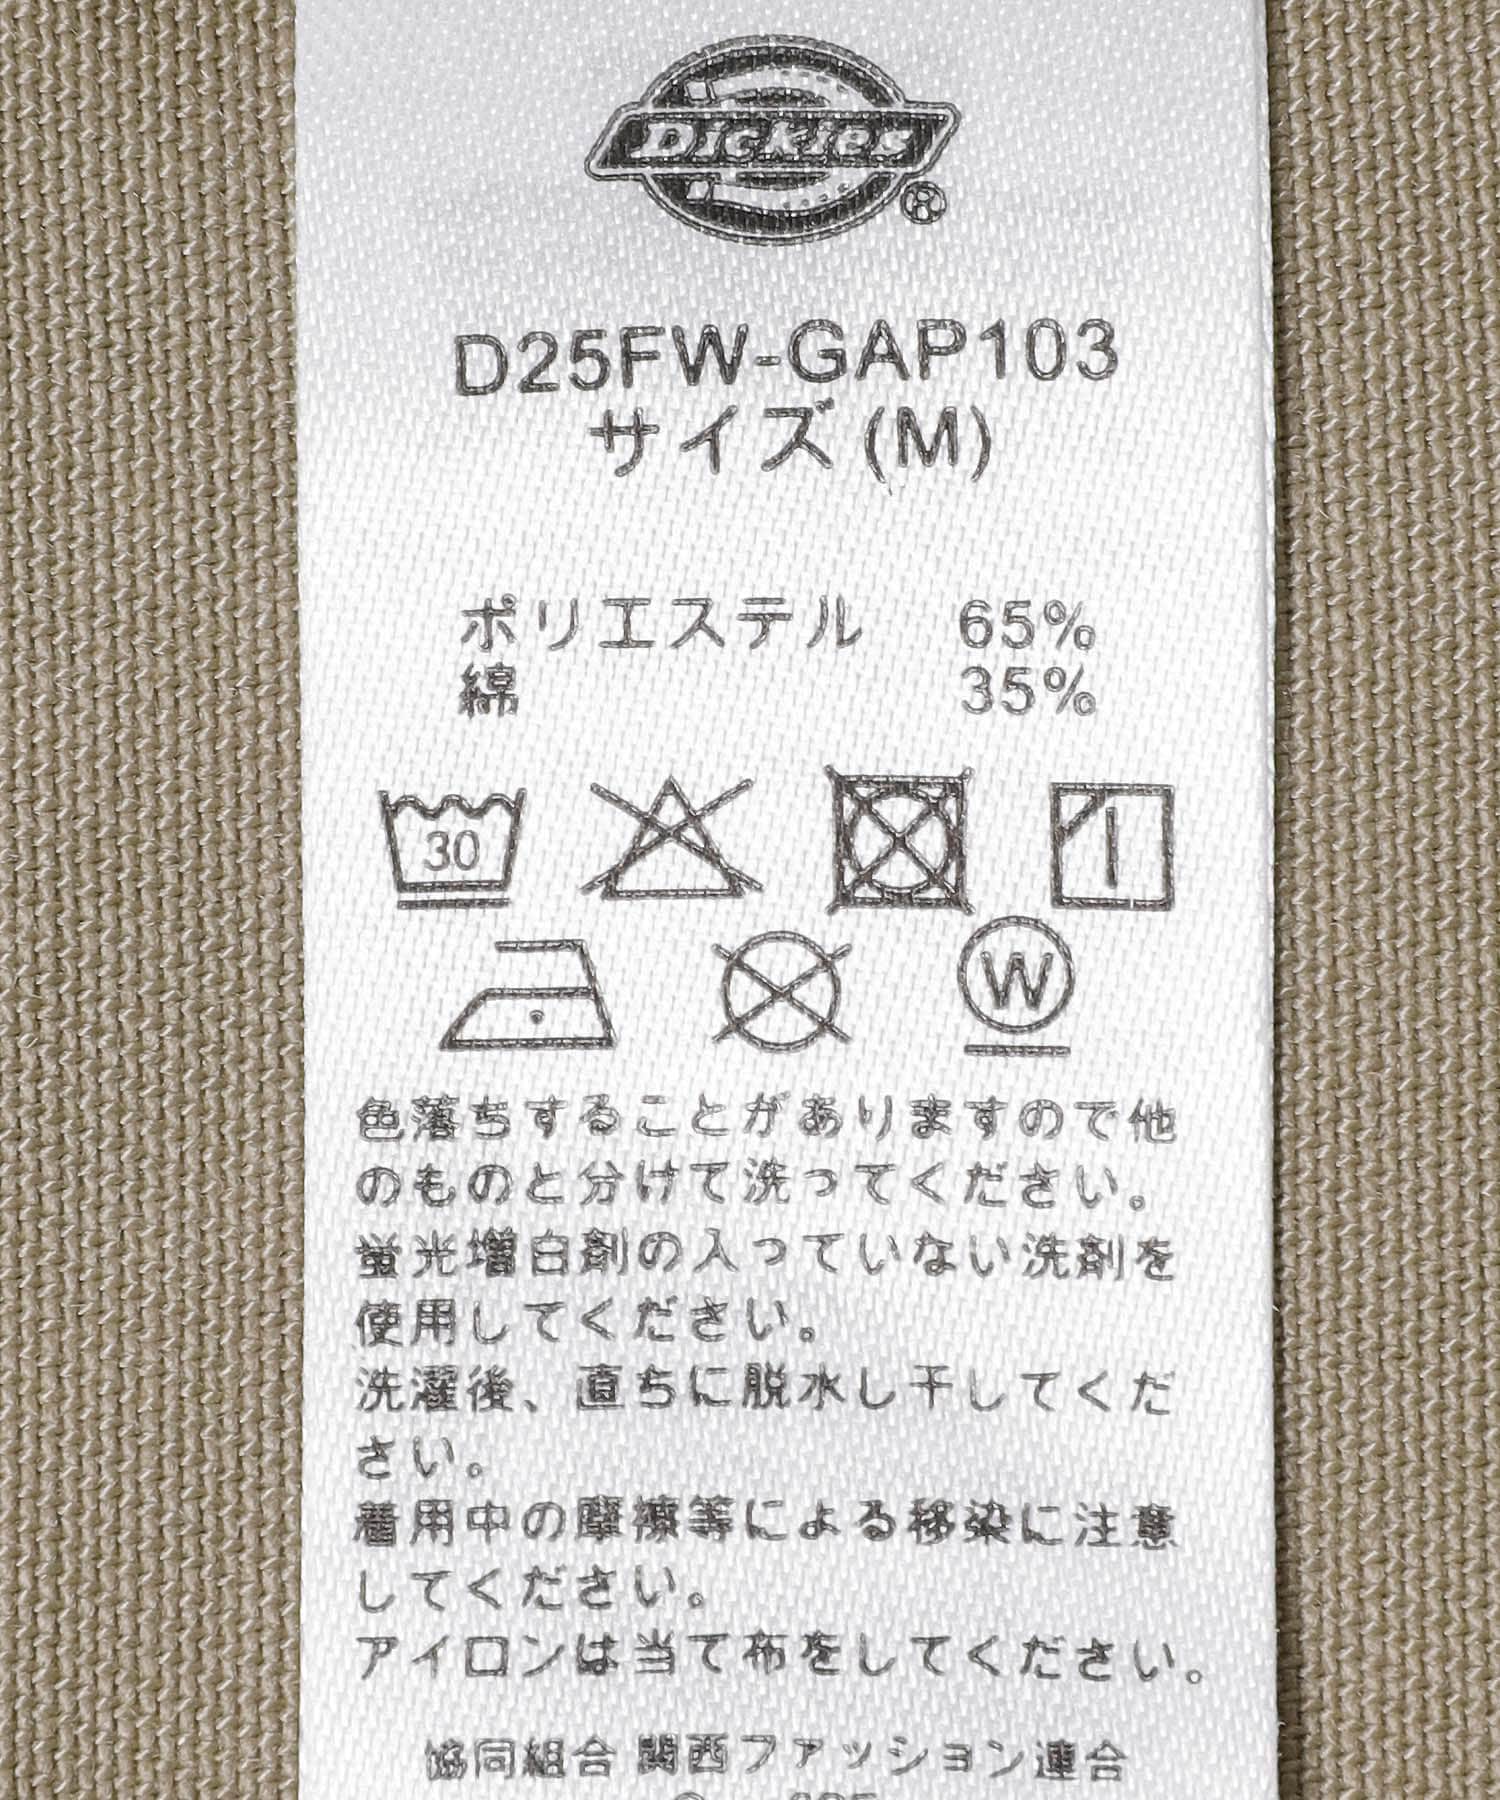 Dickies
®
D25FW-GAP103
サイズ(M)
ポリエステル 65%
綿 35%
30
W
色落ちすることがありますので他
のものと分けて洗ってください。
蛍光増白剤の入っていない洗剤を
使用してください。
洗濯後、直ちに脱水し干してくだ
さい。
着用中の摩擦等による移染に注意
してください。
アイロンは当て布をしてください。
協同組合 関西ファッション連合